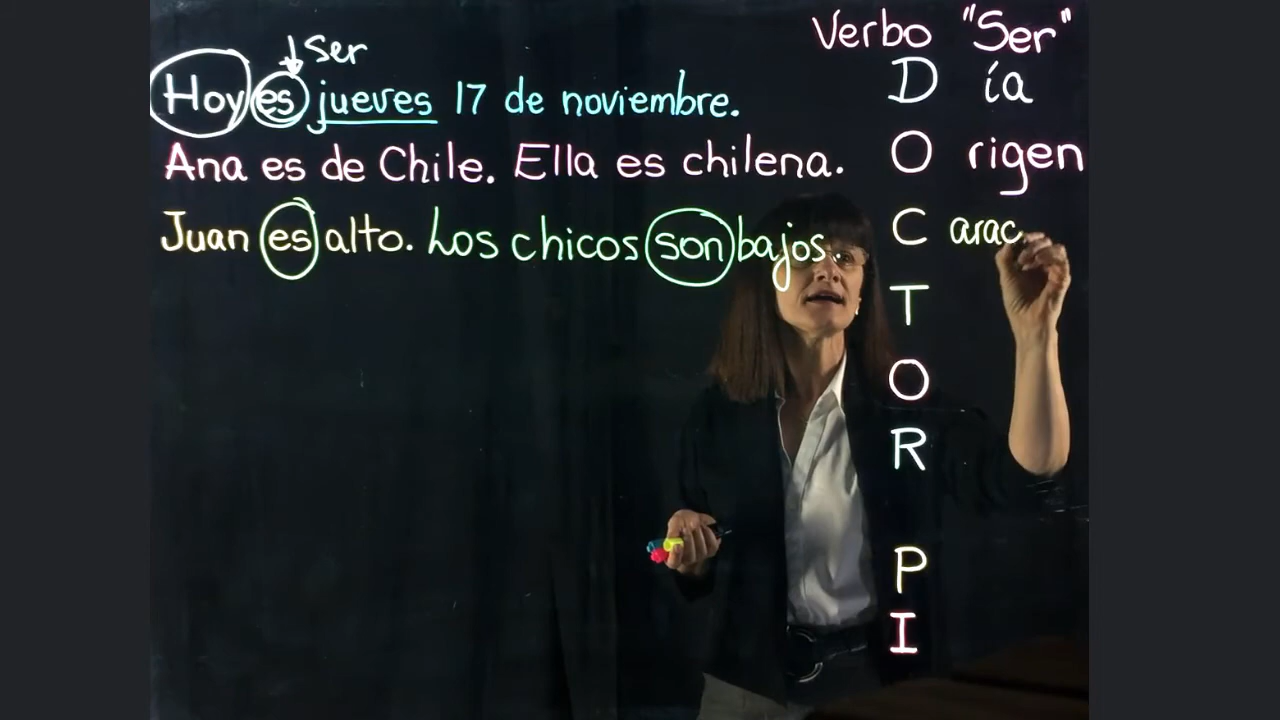 Verbo "Ser"
ser
Hoy es jueves 17 de noviembre.
Ana es de Chile. Ella es chilena.
Juan es alto. Los chicos son bajos.
D ía
O rigen
C arac
T
O
R
P
I